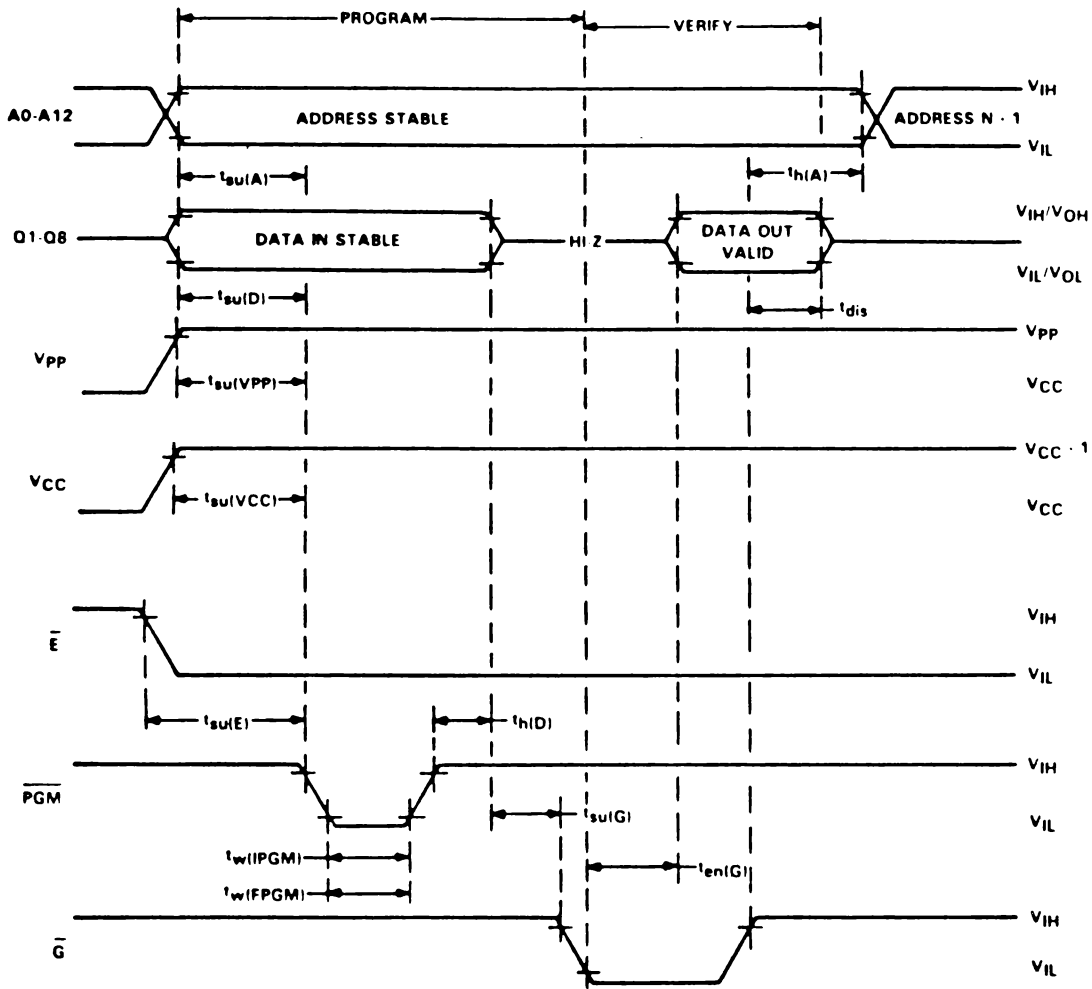 PROGRAM
VERIFY
A0-A12
ADDRESS STABLE
ADDRESS N · 1
VIH
VIL
tsu(A)
th(A)
Q1-Q8
DATA IN STABLE
HI-Z
DATA OUT
VALID
VIH/VOH
VIL/VOL
tsu(D)
tdis
VPP
tsu(VPP)
VPP
VCC
VCC
tsu(VCC)
VCC · 1
VCC
E̅
VIH
VIL
tsu(E)
th(D)
P̅G̅M̅
VIH
VIL
tsu(G)
tw(IPGM)
tw(FPGM)
ten(G)
G̅
VIH
VIL